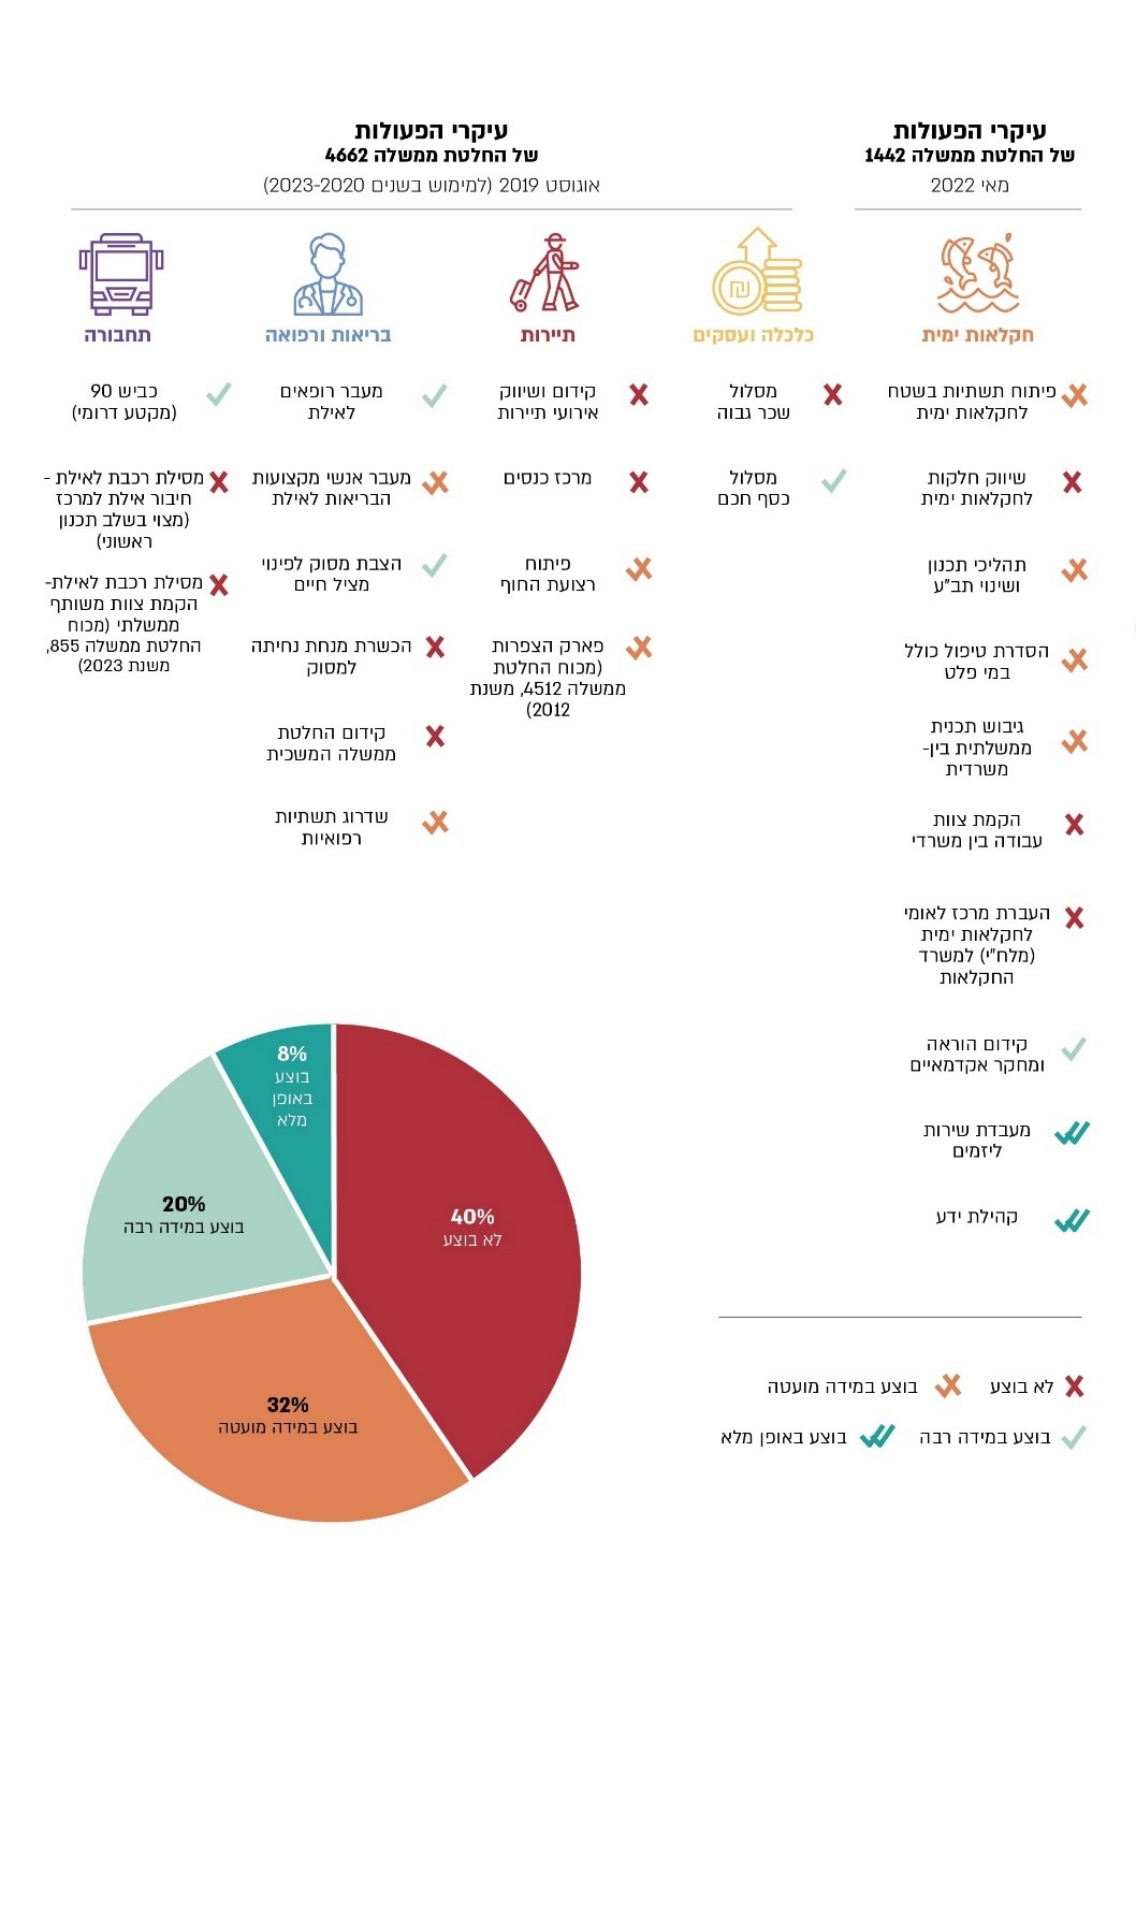 עיקרי הפעולות
של החלטת ממשלה 1442
מאי 2022
חקלאות ימית
פיתוח תשתיות בשטח
לחקלאות ימית
שיווק חלקות
לחקלאות ימית
תהליכי תכנון
ושינוי תב"ע
הסדרת טיפול כולל
במי פלט
גיבוש תכנית
ממשלתית בין-
משרדית
הקמת צוות
עבודה בין משרדי
העברת מרכז לאומי
לחקלאות ימית
(מלח"י) למשרד
החקלאות
קידום הוראה
ומחקר אקדמאיים
מעבדת שירות
ליזמים
קהילת ידע
עיקרי הפעולות
של החלטת ממשלה 4662
אוגוסט 2019 (למימוש בשנים 2023-2020)
כלכלה ועסקים
מסלול
שכר גבוה
מסלול
כסף חכם
תיירות
קידום ושיווק
אירועי תיירות
מרכז כנסים
פיתוח
רצועת החוף
פארק הצפרות
(מכוח החלטת
ממשלה 4512, משנת
2012)
בריאות ורפואה
מעבר רופאים
לאילת
מעבר אנשי מקצועות
הבריאות לאילת
הצבת מסוק לפינוי
מציל חיים
הכשרת מנחת נחיתה
למסוק
קידום החלטת
ממשלה המשכית
שדרוג תשתיות
רפואיות
תחבורה
כביש 90
(מקטע דרומי)
מסילת רכבת לאילת -
חיבור אילת למרכז
(מצוי בשלב תכנון
ראשוני)
מסילת רכבת לאילת-
הקמת צוות משותף
ממשלתי (מכוח
החלטת ממשלה 855,
משנת 2023)
40%
לא בוצע
32%
בוצע במידה מועטה
20%
בוצע במידה רבה
8%
בוצע
באופן
מלא
לא בוצע
בוצע במידה מועטה
בוצע במידה רבה
בוצע באופן מלא